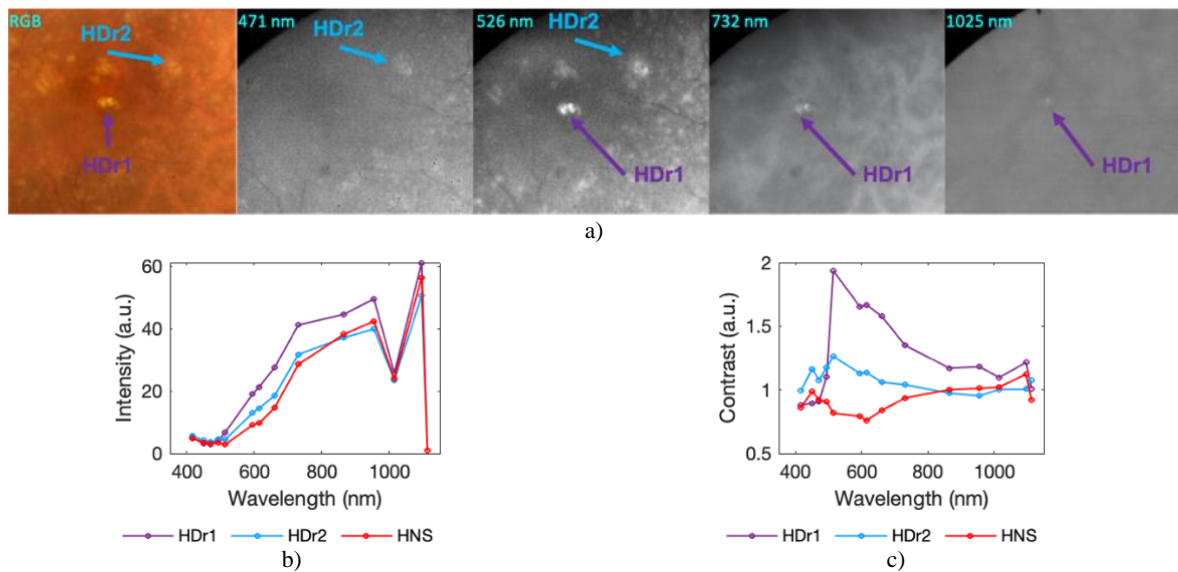 RGB 471 nm 526 nm 732 nm 1025 nm
HDr2 HDr2 HDr2
HDr1 HDr1 HDr1 HDr1
a)
Intensity (a.u.)
60
40
20
0
400 600 800 1000
Wavelength (nm)
HDr1 HDr2 HNS
b)
Contrast (a.u.)
2
1.5
1
0.5
400 600 800 1000
Wavelength (nm)
HDr1 HDr2 HNS
c)